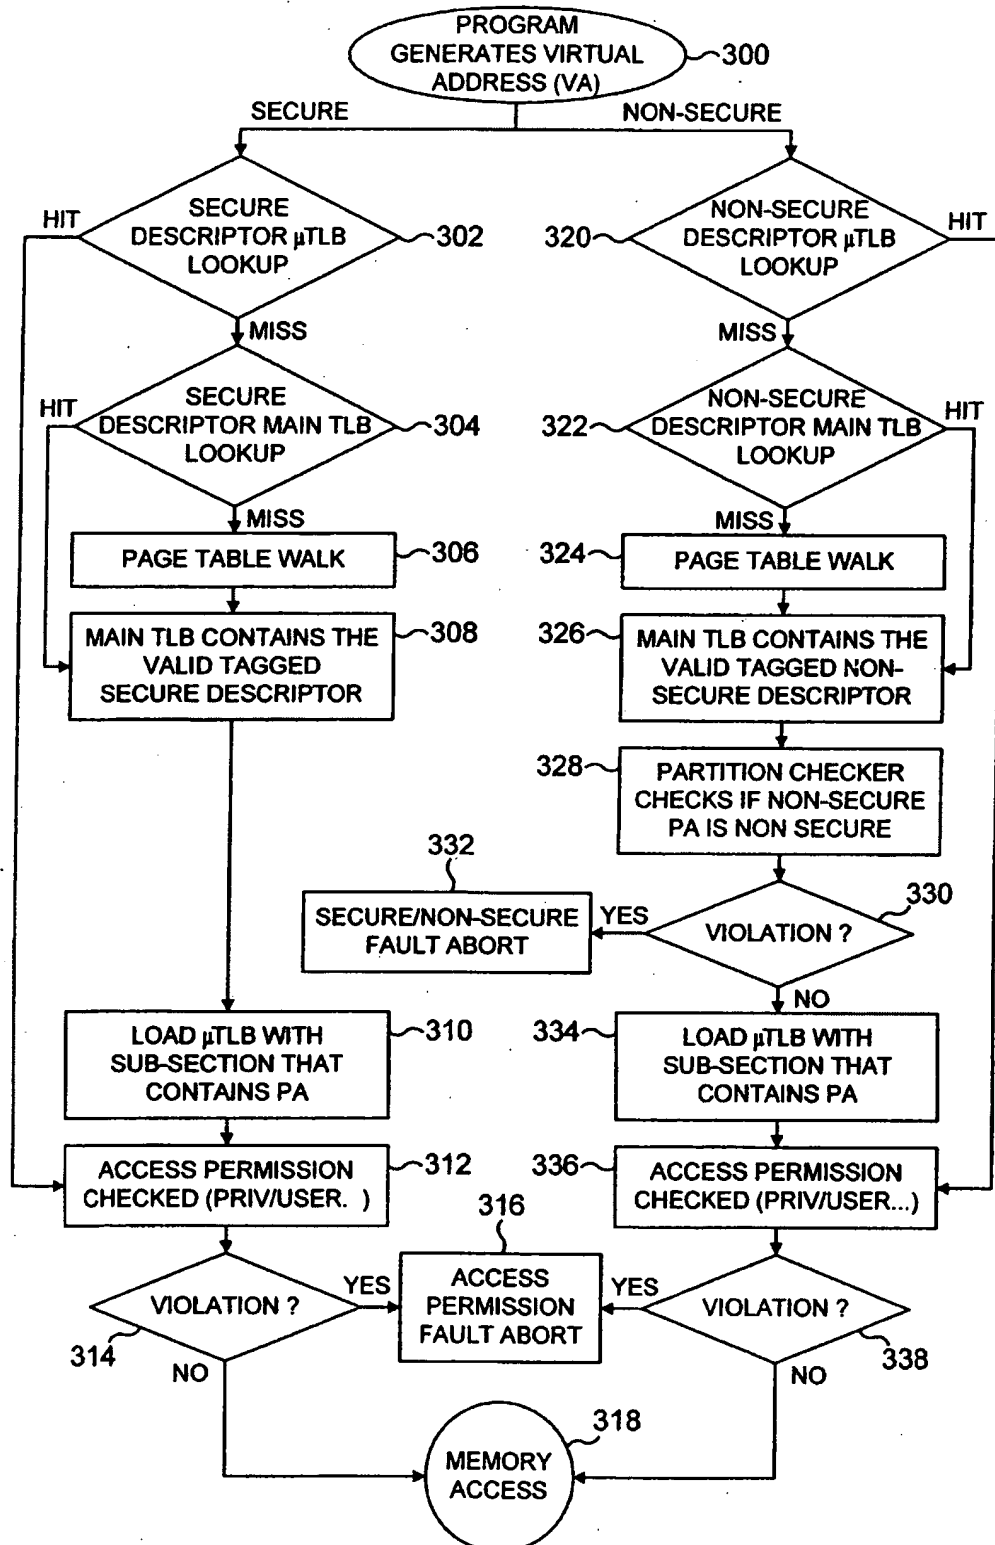 PROGRAM
GENERATES VIRTUAL
ADDRESS (VA)
300
SECURE
NON-SECURE
HIT
SECURE
DESCRIPTOR µTLB
LOOKUP
302
320
NON-SECURE
DESCRIPTOR µTLB
LOOKUP
HIT
MISS
MISS
HIT
SECURE
DESCRIPTOR MAIN TLB
LOOKUP
304
322
NON-SECURE
DESCRIPTOR MAIN TLB
LOOKUP
HIT
MISS
MISS
PAGE TABLE WALK
306
324
PAGE TABLE WALK
MAIN TLB CONTAINS THE
VALID TAGGED
SECURE DESCRIPTOR
308
326
MAIN TLB CONTAINS THE
VALID TAGGED NON-
SECURE DESCRIPTOR
328
PARTITION CHECKER
CHECKS IF NON-SECURE
PA IS NON SECURE
332
SECURE/NON-SECURE
FAULT ABORT
YES
VIOLATION ?
330
NO
LOAD µTLB WITH
SUB-SECTION THAT
CONTAINS PA
310
334
LOAD µTLB WITH
SUB-SECTION THAT
CONTAINS PA
ACCESS PERMISSION
CHECKED (PRIV/USER. )
312
336
ACCESS PERMISSION
CHECKED (PRIV/USER...)
316
VIOLATION ?
314
YES
ACCESS
PERMISSION
FAULT ABORT
YES
VIOLATION ?
338
NO
NO
318
MEMORY
ACCESS